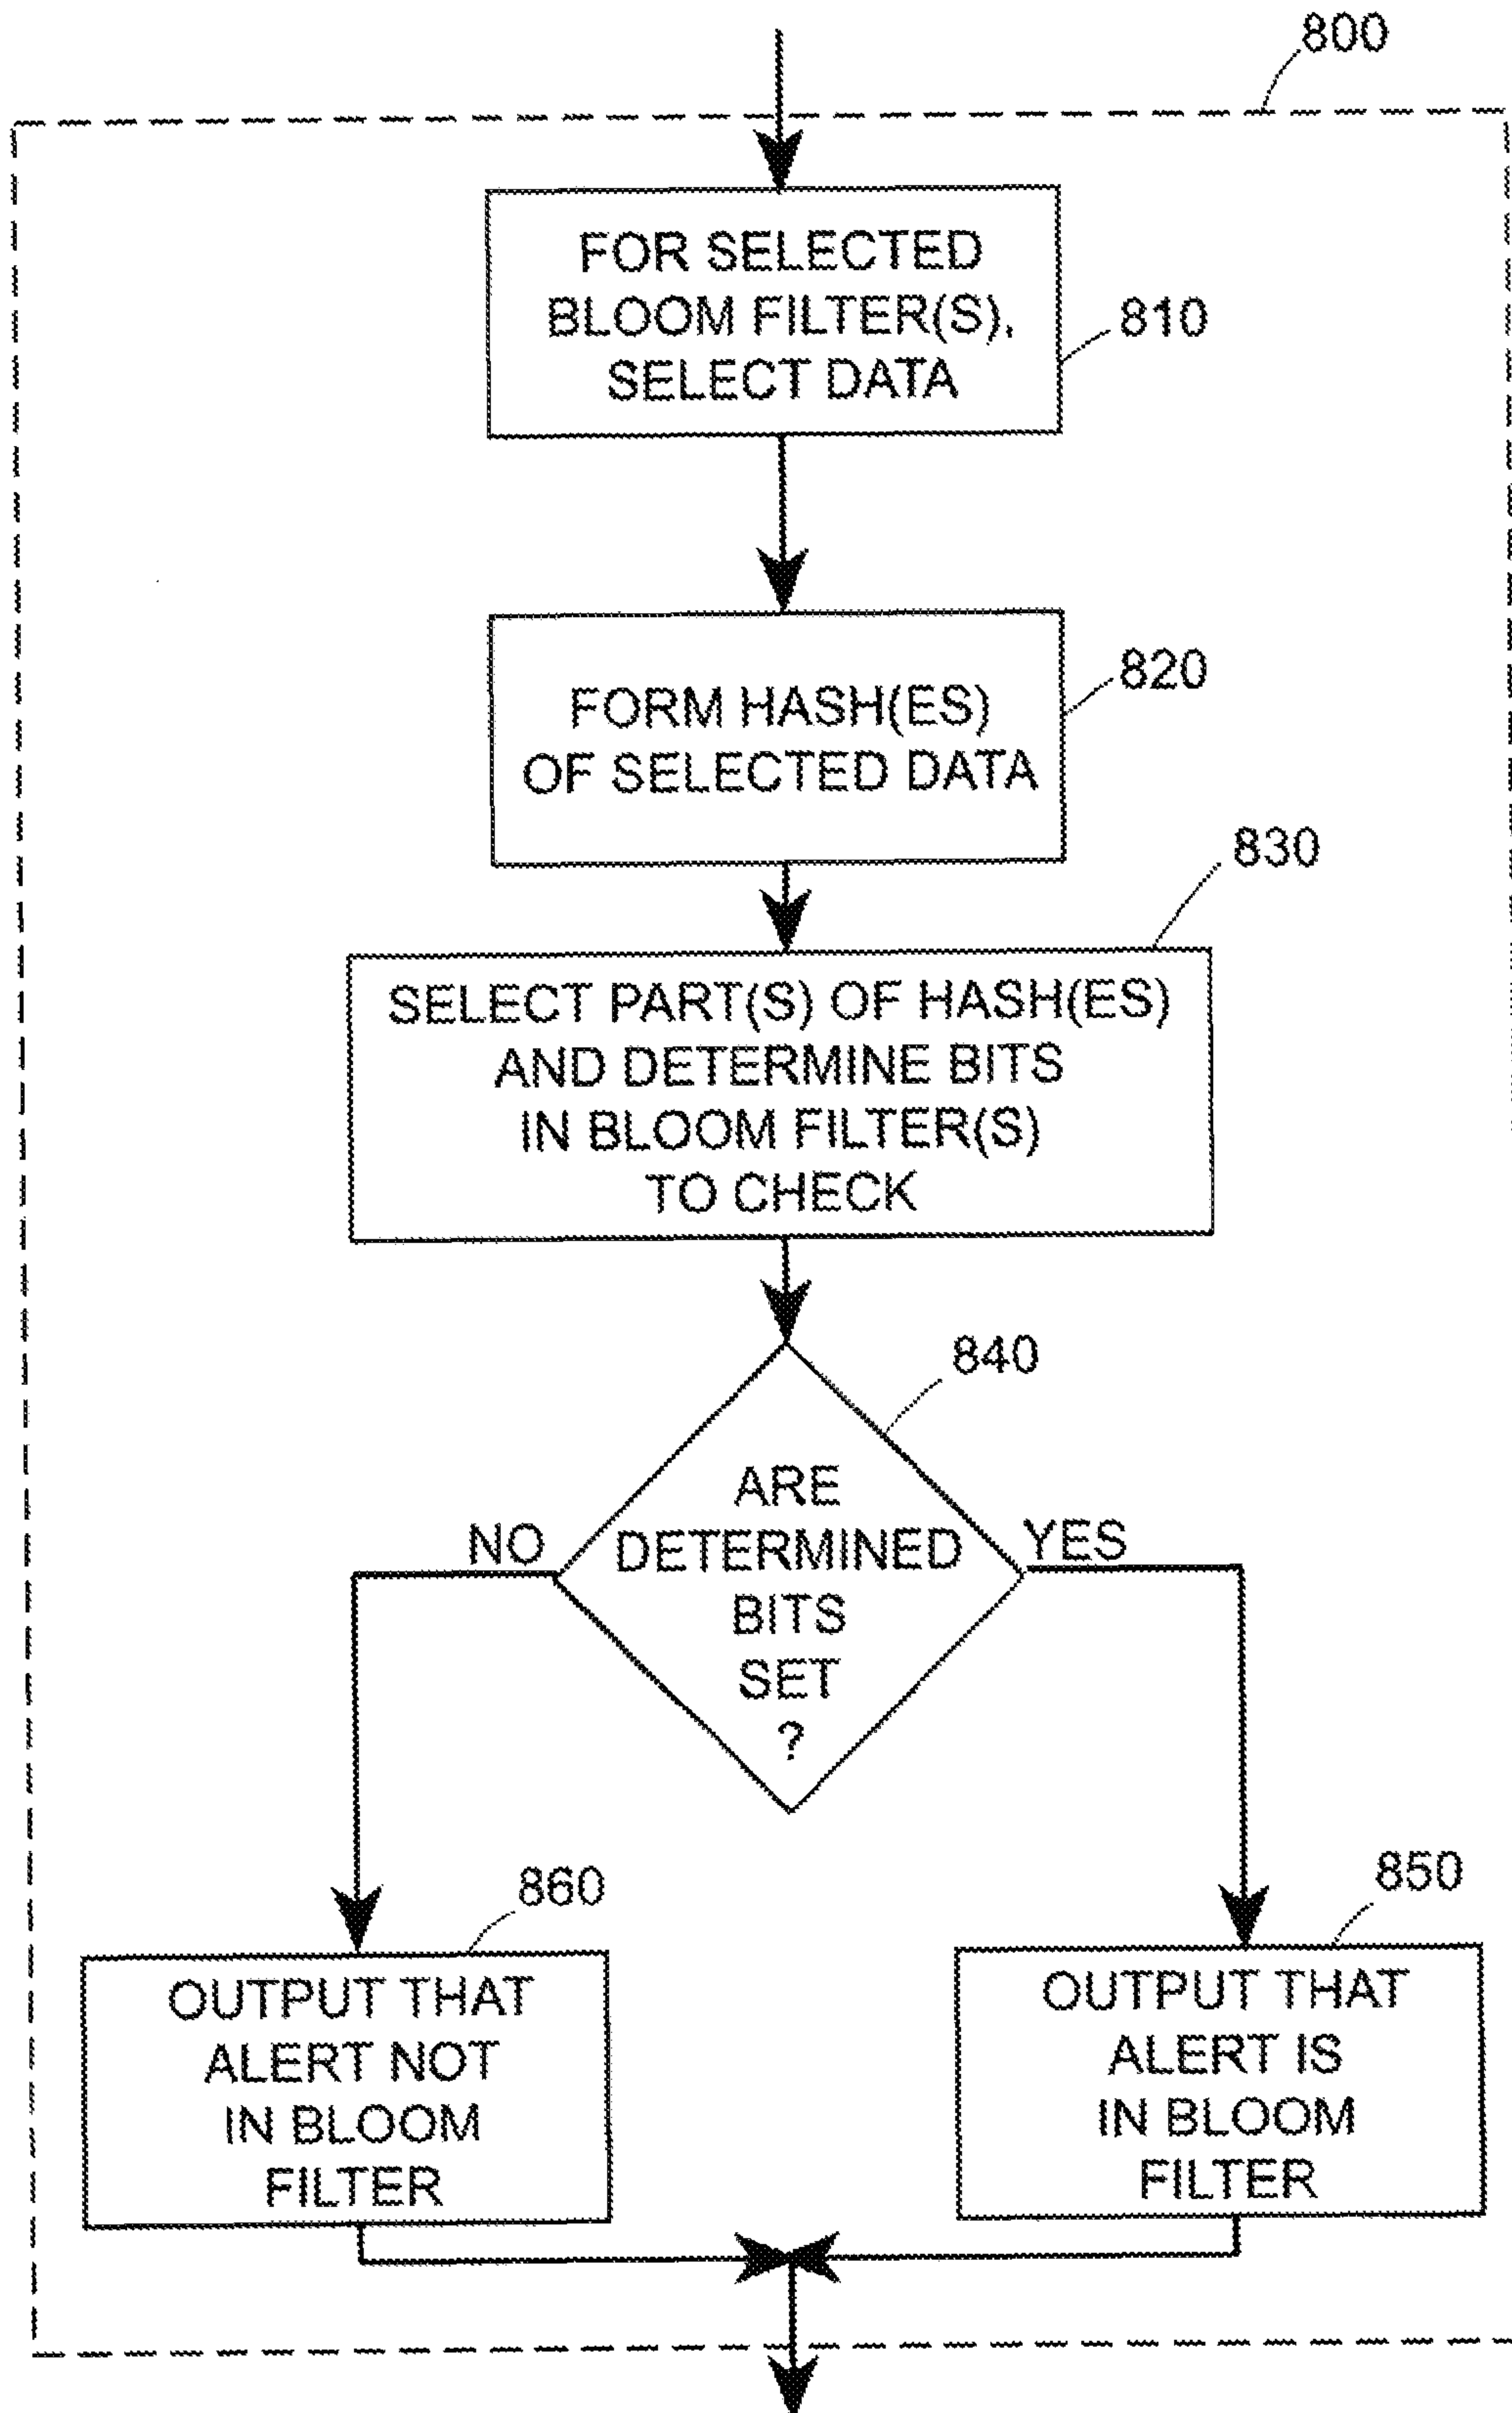 800
FOR SELECTED
BLOOM FILTER(S),
SELECT DATA
810
FORM HASH(ES)
OF SELECTED DATA
820
830
SELECT PART(S) OF HASH(ES)
AND DETERMINE BITS
IN BLOOM FILTER(S)
TO CHECK
840
ARE
DETERMINED
BITS
SET
?
NO
YES
860
OUTPUT THAT
ALERT NOT
IN BLOOM
FILTER
850
OUTPUT THAT
ALERT IS
IN BLOOM
FILTER